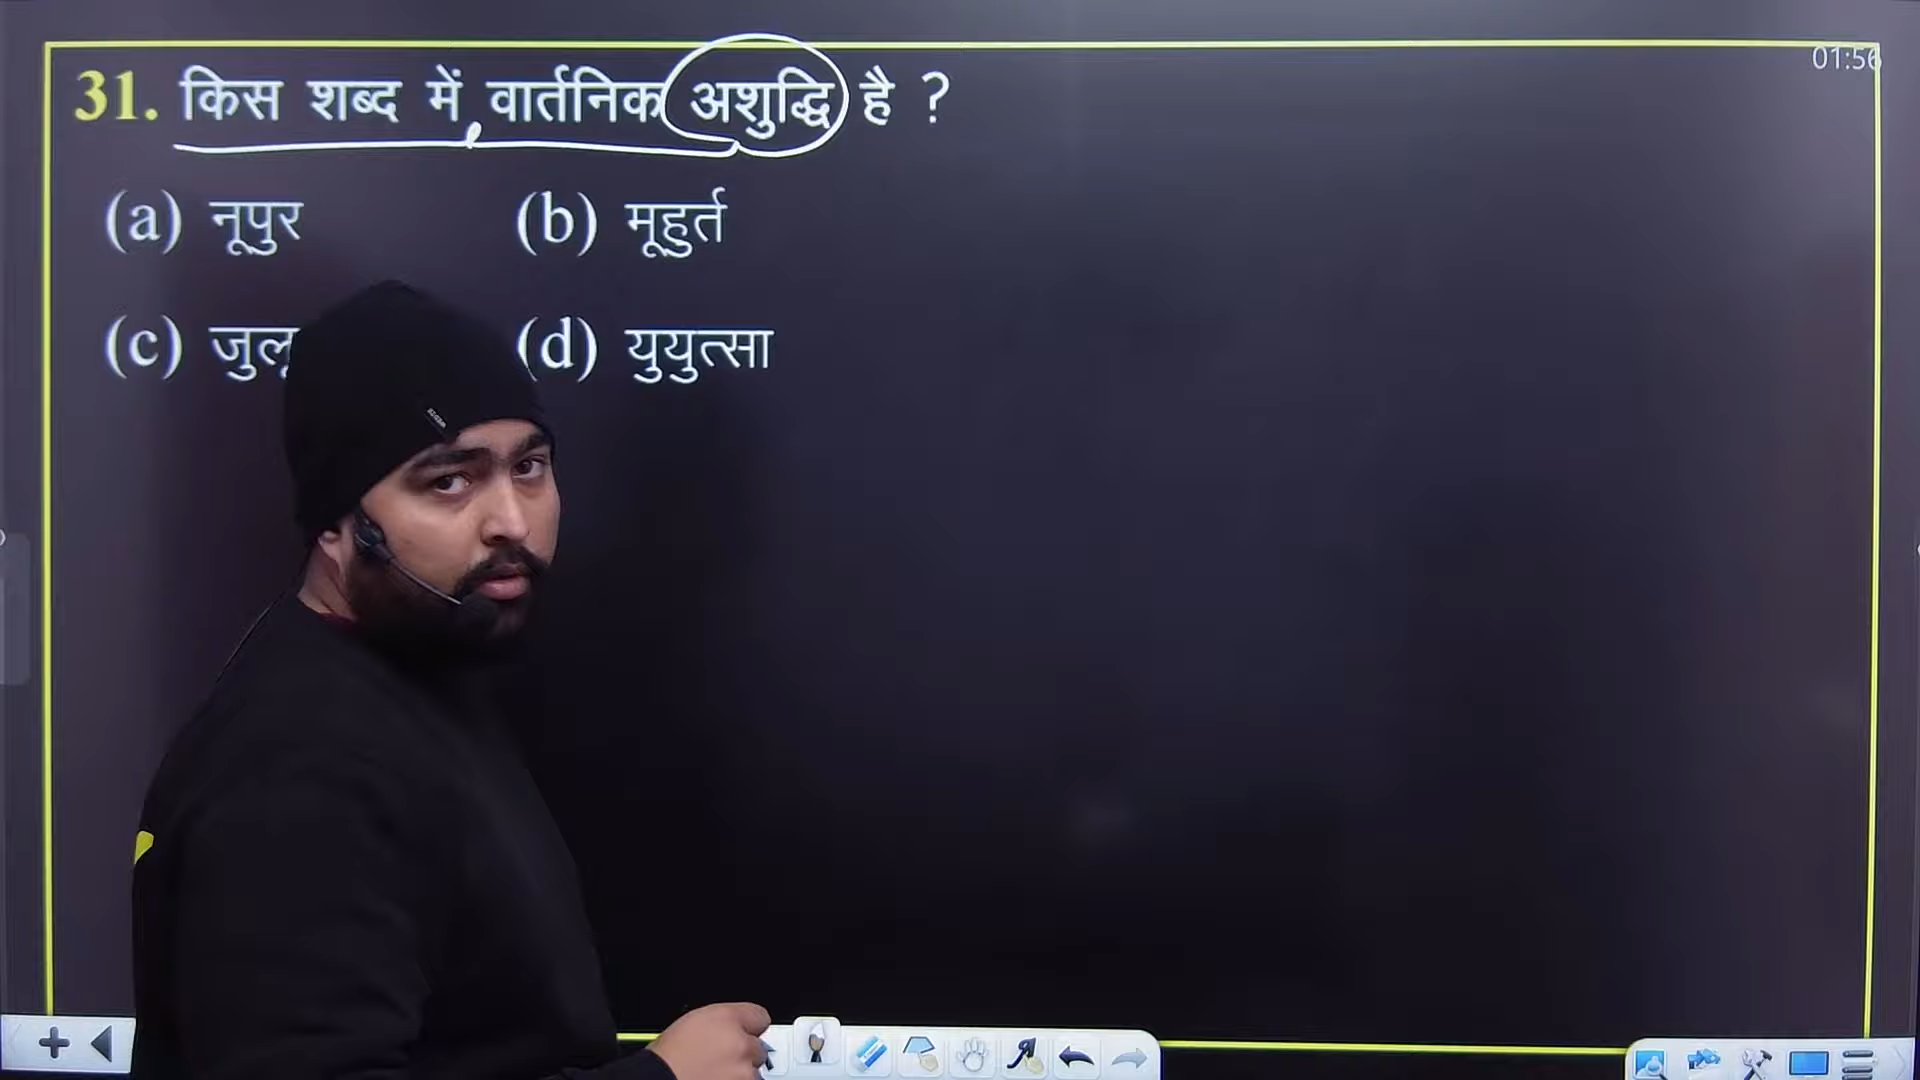 31. किस शब्द में वार्तनिक अशुद्धि है ?
(a) नूपुर (b) मूहुर्त
(c) (d) युयुत्सा
01:56